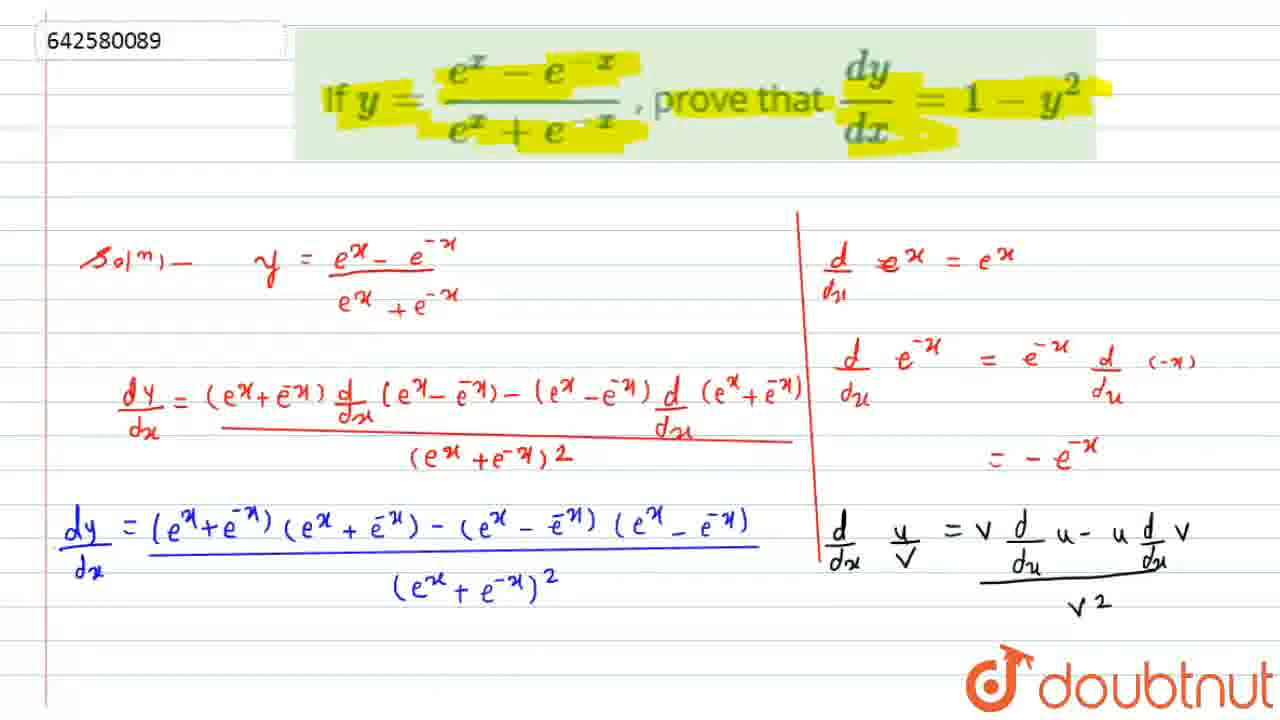 642580089
If y = (e^x − e^−x)/(e^x + e^−x), prove that dy/dx = 1 − y^2
Soln:- y = (e^x − e^−x)/(e^x + e^−x)
dy/dx = ((e^x + e^−x) d/dx (e^x − e^−x) − (e^x − e^−x) d/dx (e^x + e^−x))/(e^x + e^−x)^2
dy/dx = ((e^x + e^−x) (e^x + e^−x) − (e^x − e^−x) (e^x − e^−x))/(e^x + e^−x)^2
d/dx e^x = e^x
d/dx e^−x = e^−x d/dx (−x)
= − e^−x
d/dx u/v = (v d/dx u − u d/dx v)/v^2
doubtnut